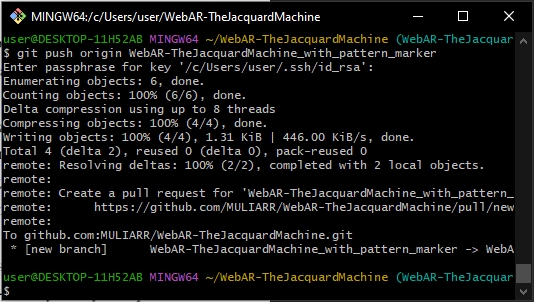 MINGW64:/c/Users/user/WebAR-TheJacquardMachine
user@DESKTOP-11H52AB MINGW64 ~/WebAR-TheJacquardMachine (WebAR-TheJacquar
$ git push origin WebAR-TheJacquardMachine_with_pattern_marker
Enter passphrase for key '/c/Users/user/.ssh/id_rsa':
Enumerating objects: 6, done.
Counting objects: 100% (6/6), done.
Delta compression using up to 8 threads
Compressing objects: 100% (4/4), done.
Writing objects: 100% (4/4), 1.31 KiB | 446.00 KiB/s, done.
Total 4 (delta 2), reused 0 (delta 0), pack-reused 0
remote: Resolving deltas: 100% (2/2), completed with 2 local objects.
remote:
remote: Create a pull request for 'WebAR-TheJacquardMachine_with_pattern_
remote:      https://github.com/MULIARR/WebAR-TheJacquardMachine/pull/new
remote:
To github.com:MULIARR/WebAR-TheJacquardMachine.git
 * [new branch]      WebAR-TheJacquardMachine_with_pattern_marker -> WebA
user@DESKTOP-11H52AB MINGW64 ~/WebAR-TheJacquardMachine (WebAR-TheJacquar
$